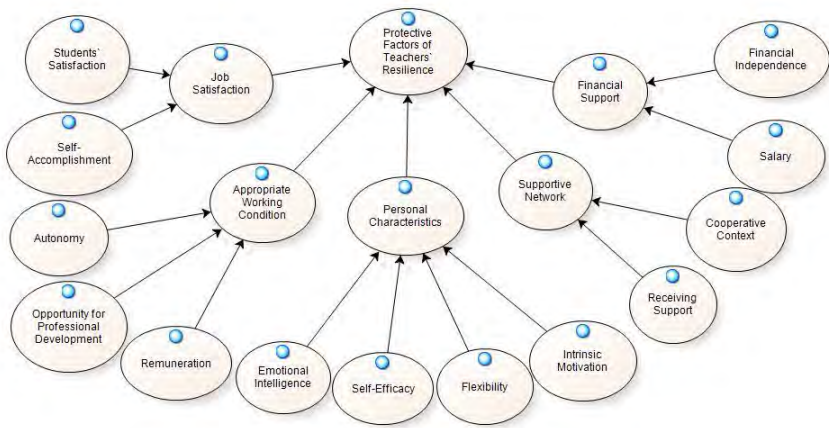 Protective
Factors of
Teachers`
Resilience
Students`
Satisfaction
Job
Satisfaction
Self-
Accomplishment
Financial
Support
Financial
Independence
Salary
Appropriate
Working
Condition
Autonomy
Opportunity for
Professional
Development
Remuneration
Personal
Characteristics
Emotional
Intelligence
Self-Efficacy
Flexibility
Intrinsic
Motivation
Supportive
Network
Cooperative
Context
Receiving
Support